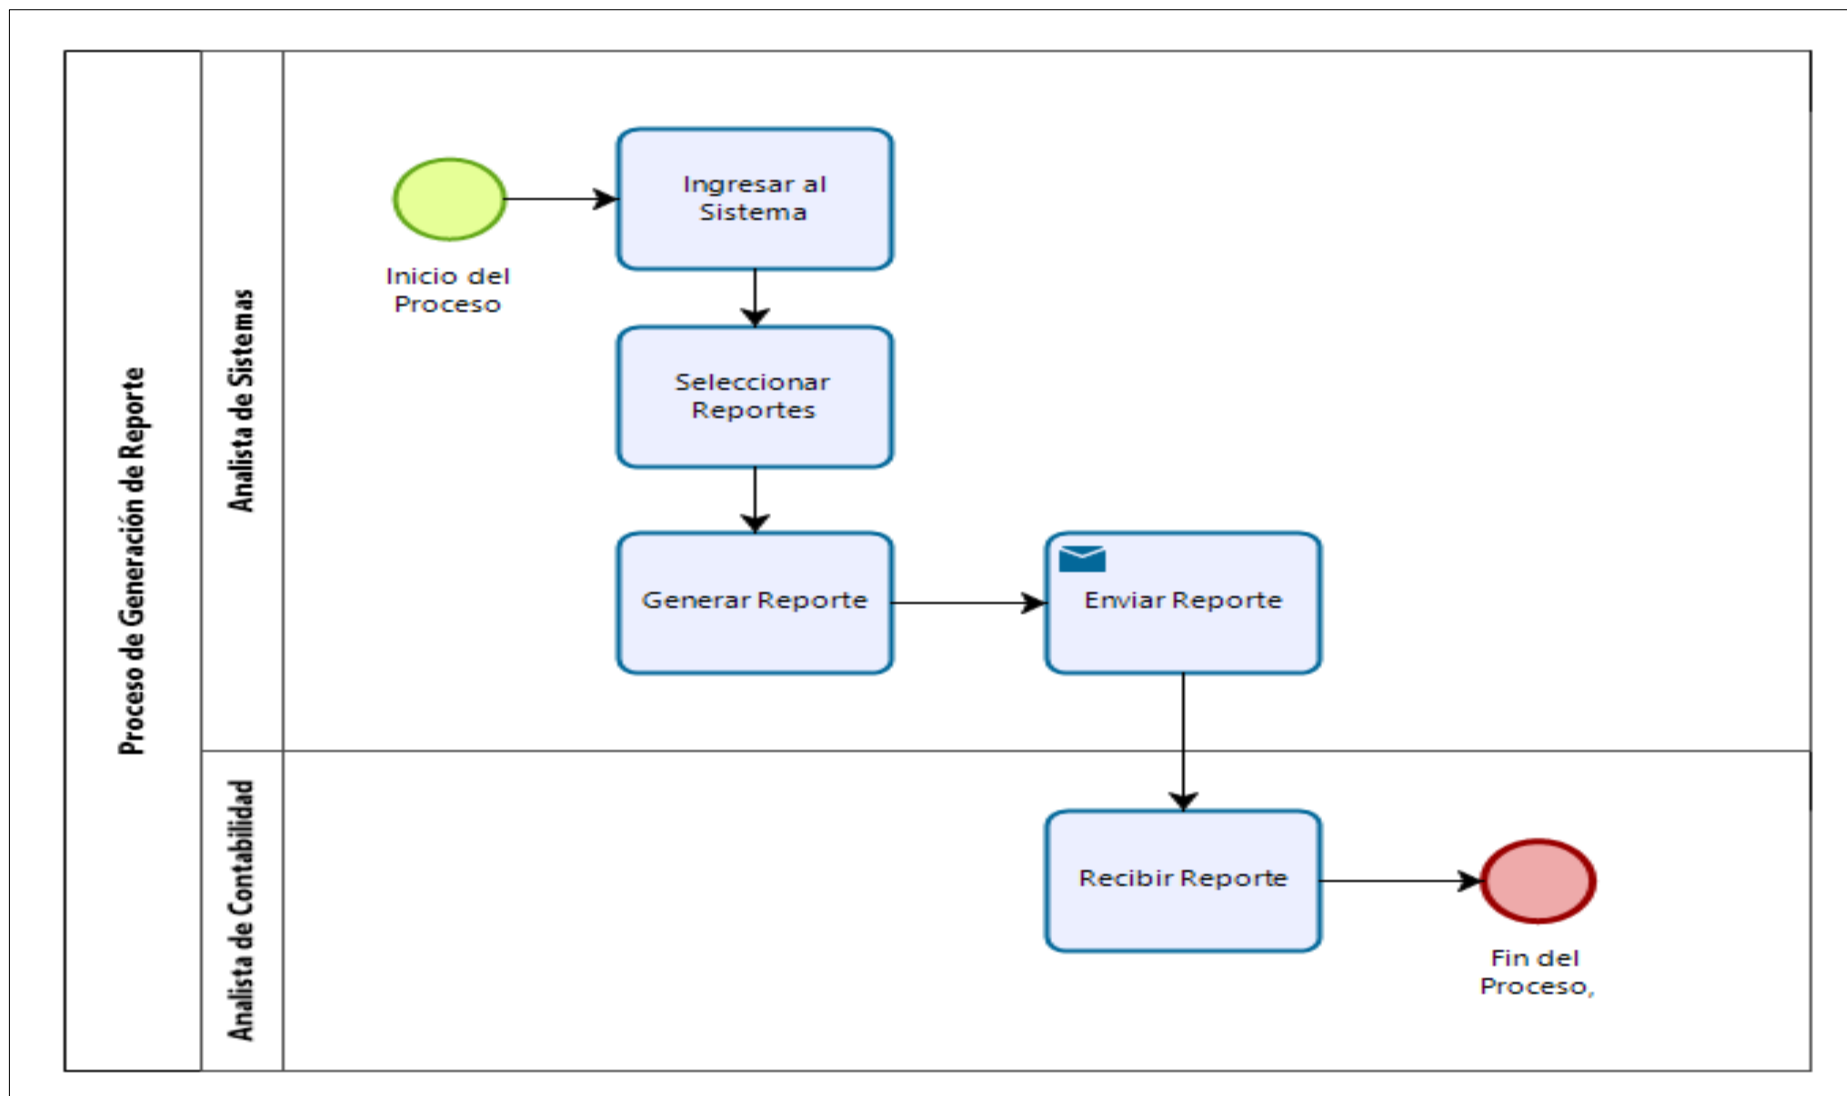 Proceso de Generación de Reporte
Analista de Sistemas
Inicio del
Proceso
Ingresar al
Sistema
Seleccionar
Reportes
Generar Reporte
Enviar Reporte
Analista de Contabilidad
Recibir Reporte
Fin del
Proceso,